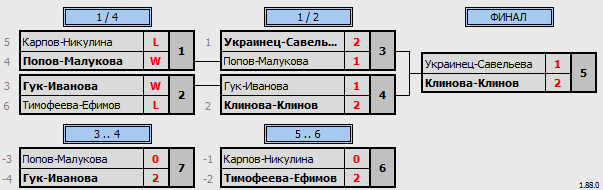 1 / 4 1 / 2 ФИНАЛ
5 Карпов-Никулина L 1
4 Попов-Малукова W
1 Украинец-Савель... 2 3
Попов-Малукова 1
Украинец-Савельева 1 5
Клинова-Клинов 2
3 Гук-Иванова W 2
6 Тимофеева-Ефимов L
Гук-Иванова 1 4
2 Клинова-Клинов 2
3 .. 4 5 .. 6
-3 Попов-Малукова 0 7
-4 Гук-Иванова 2
-1 Карпов-Никулина 0 6
-2 Тимофеева-Ефимов 2
1.88.0